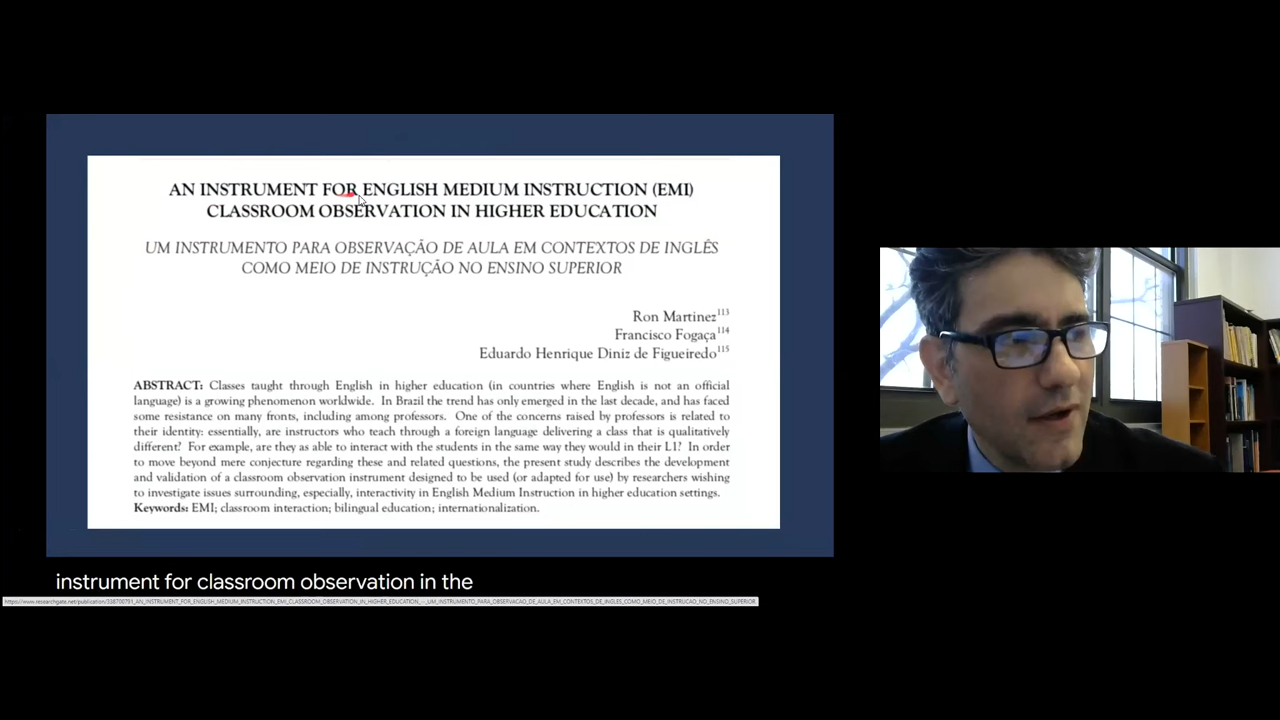 AN INSTRUMENT FOR ENGLISH MEDIUM INSTRUCTION (EMI)
CLASSROOM OBSERVATION IN HIGHER EDUCATION
UM INSTRUMENTO PARA OBSERVAÇÃO DE AULA EM CONTEXTOS DE INGLÊS
COMO MEIO DE INSTRUÇÃO NO ENSINO SUPERIOR
Ron Martinez113
Francisco Fogaça114
Eduardo Henrique Diniz de Figueiredo115
ABSTRACT: Classes taught through English in higher education (in countries where English is not an official
language) is a growing phenomenon worldwide. In Brazil the trend has only emerged in the last decade, and has faced
some resistance on many fronts, including among professors. One of the concerns raised by professors is related to
their identity: essentially, are instructors who teach through a foreign language delivering a class that is qualitatively
different? For example, are they as able to interact with the students in the same way they would in their L1? In order
to move beyond mere conjecture regarding these and related questions, the present study describes the development
and validation of a classroom observation instrument designed to be used (or adapted for use) by researchers wishing
to investigate issues surrounding, especially, interactivity in English Medium Instruction in higher education settings.
Keywords: EMI; classroom interaction; bilingual education; internationalization.
instrument for classroom observation in the
https://www.researchgate.net/publication/338700791_AN_INSTRUMENT_FOR_ENGLISH_MEDIUM_INSTRUCTION_EMI_CLASSROOM_OBSERVATION_IN_HIGHER_EDUCATION_-_UM_INSTRUMENTO_PARA_OBSERVACAO_DE_AULA_EM_CONTEXTOS_DE_INGLES_COMO_MEIO_DE_INSTRUCAO_NO_ENSINO_SUPERIOR